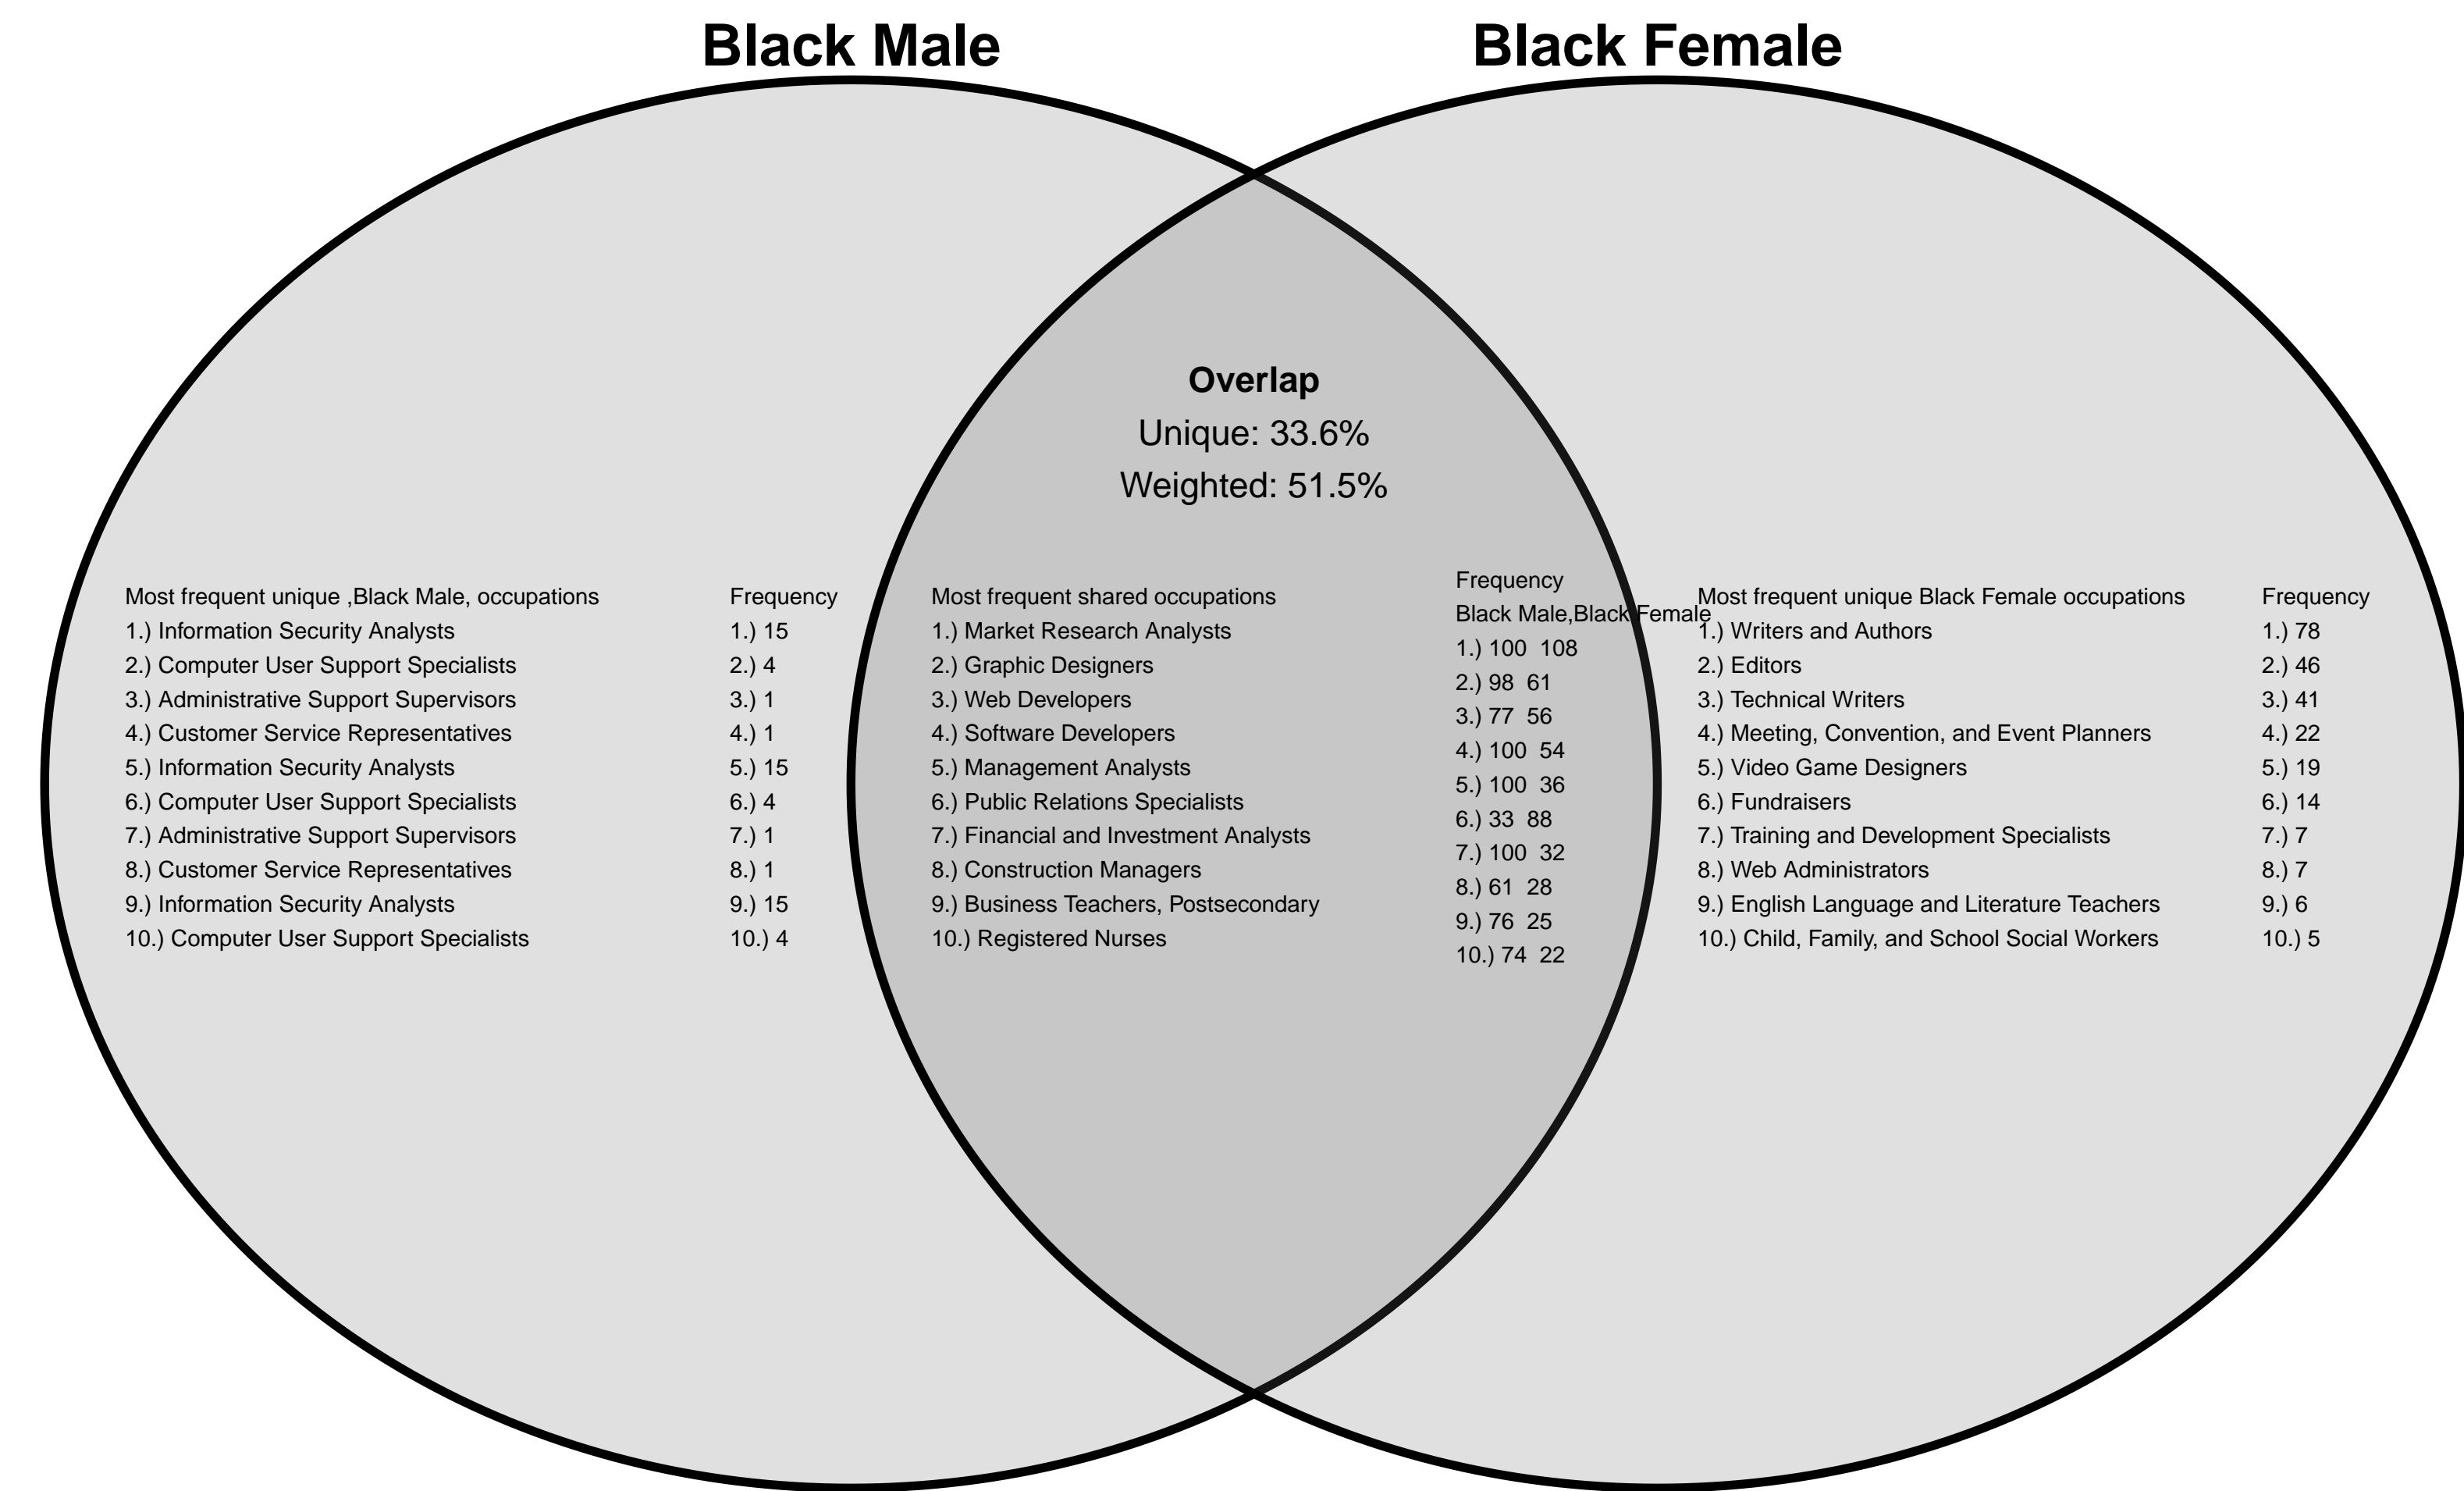 Black Male
Black Female
Overlap
Unique: 33.6%
Weighted: 51.5%
Most frequent unique ,Black Male, occupations
1.) Information Security Analysts
2.) Computer User Support Specialists
3.) Administrative Support Supervisors
4.) Customer Service Representatives
5.) Information Security Analysts
6.) Computer User Support Specialists
7.) Administrative Support Supervisors
8.) Customer Service Representatives
9.) Information Security Analysts
10.) Computer User Support Specialists
Frequency
1.) 15
2.) 4
3.) 1
4.) 1
5.) 15
6.) 4
7.) 1
8.) 1
9.) 15
10.) 4
Most frequent shared occupations
1.) Market Research Analysts
2.) Graphic Designers
3.) Web Developers
4.) Software Developers
5.) Management Analysts
6.) Public Relations Specialists
7.) Financial and Investment Analysts
8.) Construction Managers
9.) Business Teachers, Postsecondary
10.) Registered Nurses
Frequency
Black Male,Black Female
1.) 100 108
2.) 98 61
3.) 77 56
4.) 100 54
5.) 100 36
6.) 33 88
7.) 100 32
8.) 61 28
9.) 76 25
10.) 74 22
Most frequent unique Black Female occupations
1.) Writers and Authors
2.) Editors
3.) Technical Writers
4.) Meeting, Convention, and Event Planners
5.) Video Game Designers
6.) Fundraisers
7.) Training and Development Specialists
8.) Web Administrators
9.) English Language and Literature Teachers
10.) Child, Family, and School Social Workers
Frequency
1.) 78
2.) 46
3.) 41
4.) 22
5.) 19
6.) 14
7.) 7
8.) 7
9.) 6
10.) 5